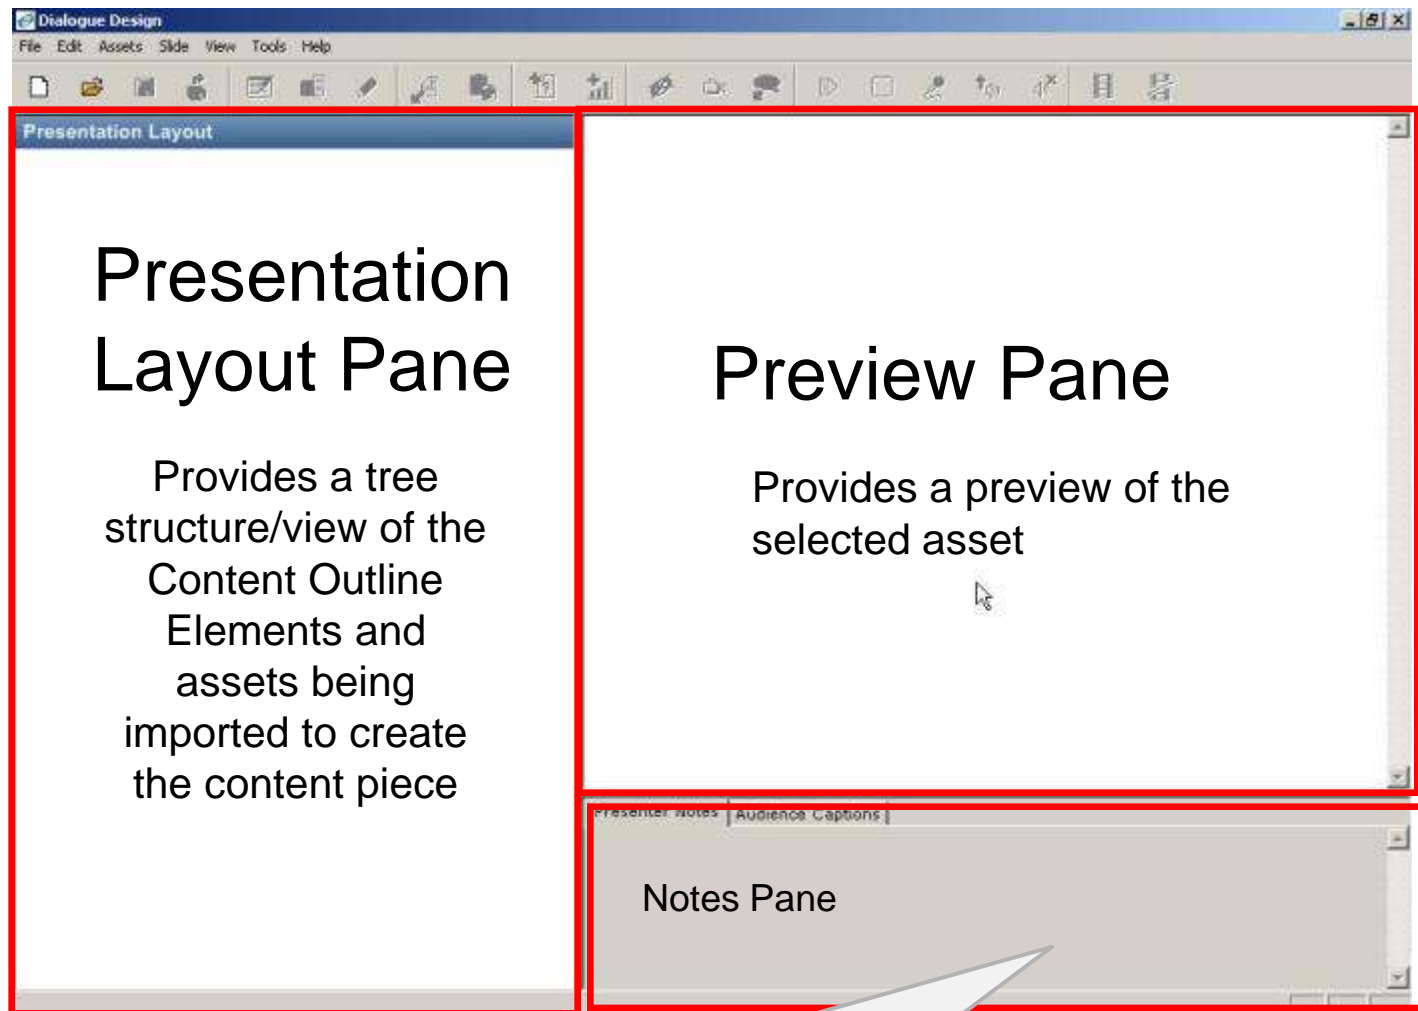 Dialogue Design
File Edit Assets Slide View Tools Help
Presentation Layout
Presentation
Layout Pane
Provides a tree
structure/view of the
Content Outline
Elements and
assets being
imported to create
the content piece
Preview Pane
Provides a preview of the
selected asset
Presenter Notes Audience Captions
Notes Pane